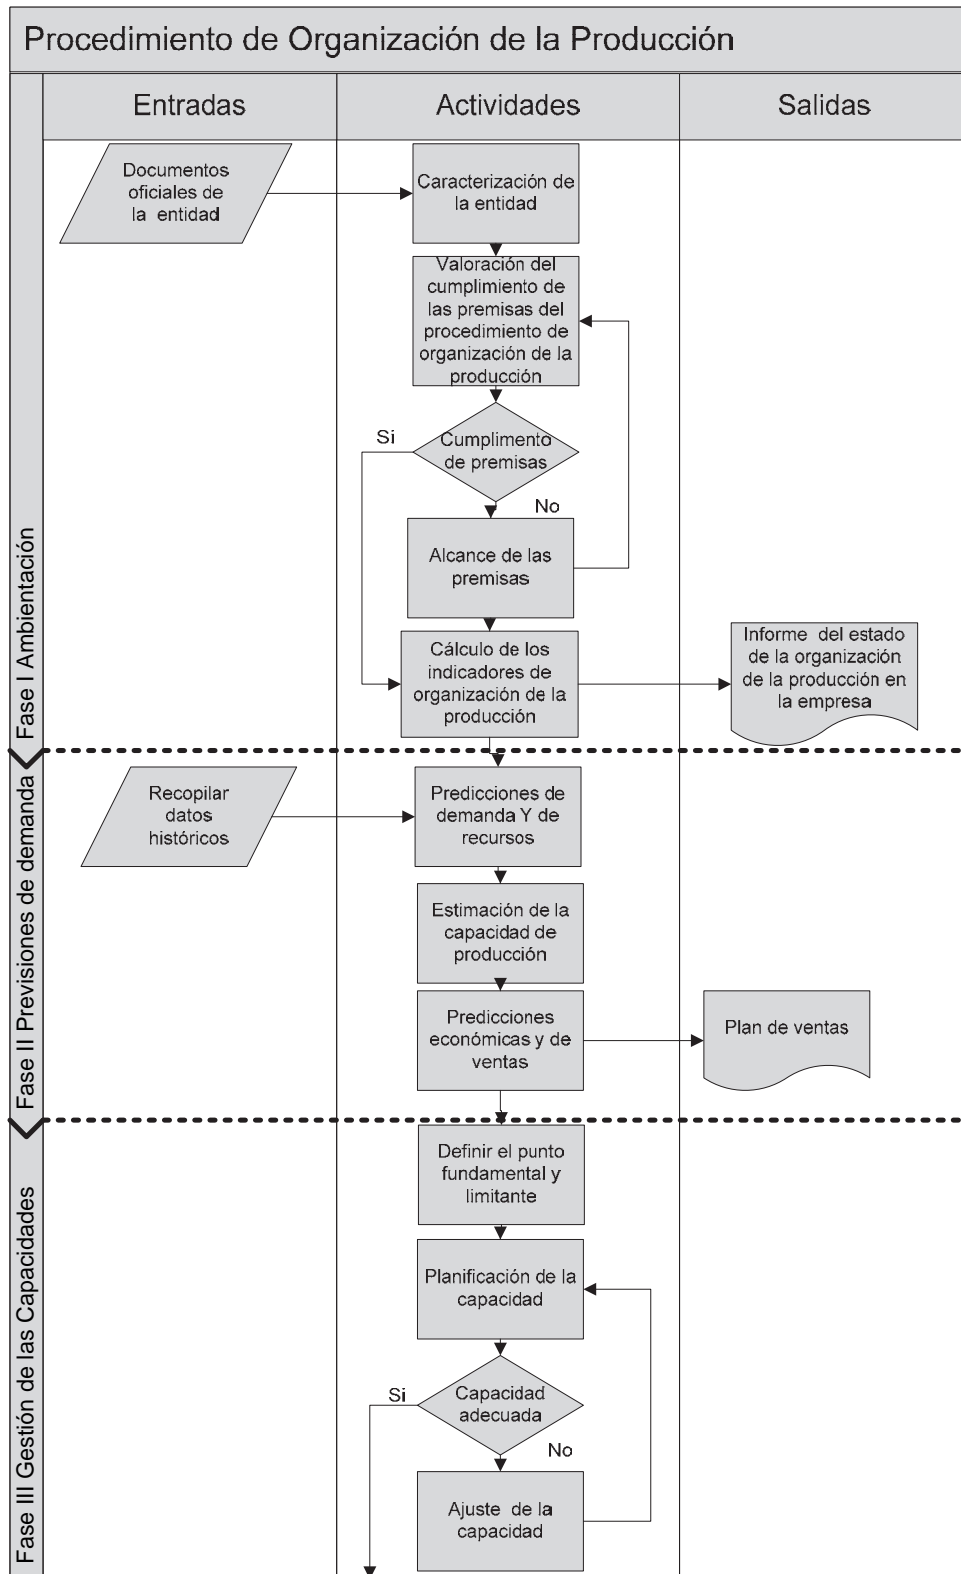 Procedimiento de Organización de la Producción
Entradas
Actividades
Salidas
Fase I Ambientación
Documentos
oficiales de
la entidad
Caracterización de
la entidad
Valoración del
cumplimiento de
las premisas del
procedimiento de
organización de la
producción
Si
Cumplimento
de premisas
No
Alcance de las
premisas
Cálculo de los
indicadores de
organización de la
producción
Informe del estado
de la organización
de la producción en
la empresa
Fase II Previsiones de demanda
Recopilar
datos
históricos
Predicciones de
demanda Y de
recursos
Estimación de la
capacidad de
producción
Predicciones
económicas y de
ventas
Plan de ventas
Fase III Gestión de las Capacidades
Definir el punto
fundamental y
limitante
Planificación de la
capacidad
Si
Capacidad
adecuada
No
Ajuste de la
capacidad